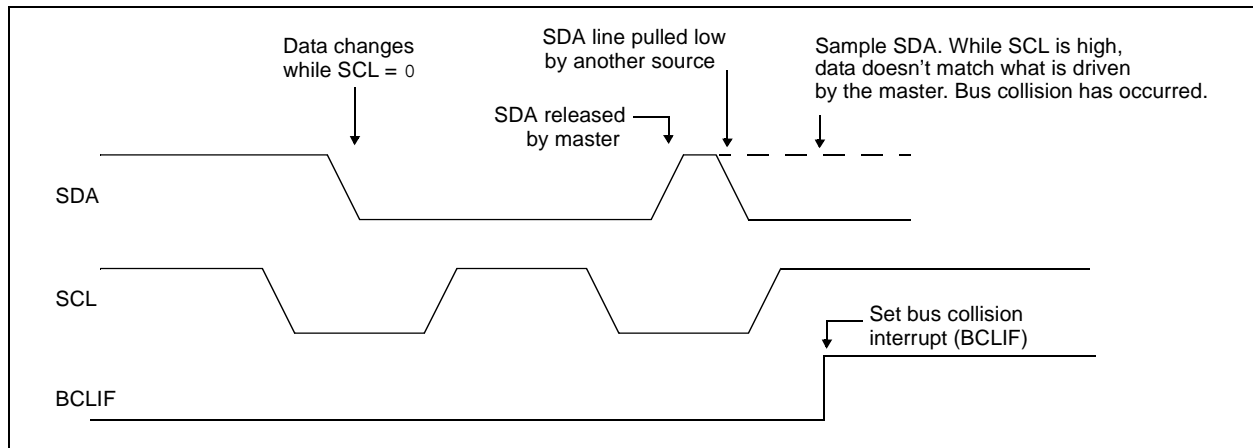 Data changes
while SCL = 0
SDA line pulled low
by another source
Sample SDA. While SCL is high,
data doesn't match what is driven
by the master. Bus collision has occurred.
SDA released
by master
SDA
SCL
Set bus collision
interrupt (BCLIF)
BCLIF